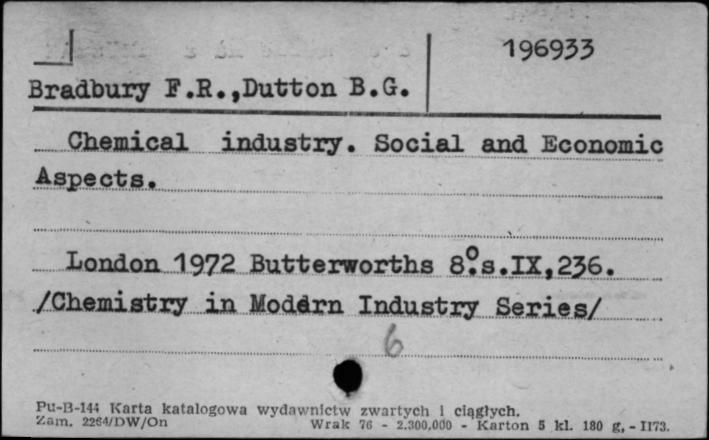 196933
Bradbury F.R.,Dutton B.G.
Chemical industry. Social and Economic
Aspects.
London 1972 Butterworths 8°.s.IX,236.
/Chemistry in Modern Industry Series/
6
Pu-B-144 Karta katalogowa wydawnictw zwartych i ciągłych.
Zam. 2264/DW/On Wrak 76 - 2.300.000 - Karton 5 kl. 180 g, - II73.